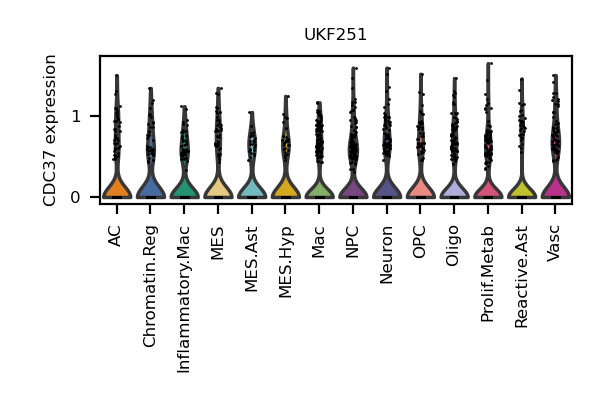 UKF251
CDC37 expression
1
0
AC
Chromatin.Reg
Inflammatory.Mac
MES
MES.Ast
MES.Hyp
Mac
NPC
Neuron
OPC
Oligo
Prolif.Metab
Reactive.Ast
Vasc